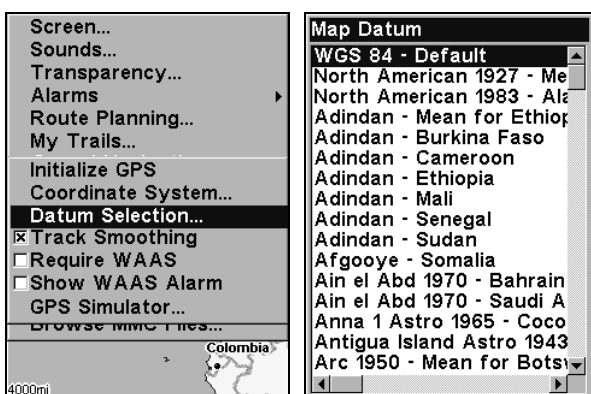 Screen...
Sounds...
Transparency...
Alarms
Route Planning...
My Trails...
Initialize GPS
Coordinate System...
Datum Selection...
Track Smoothing
Require WAAS
Show WAAS Alarm
GPS Simulator...
Browse MMC Files...
Colombia
4000mi
Map Datum
WGS 84 - Default
North American 1927 - Me
North American 1983 - Ala
Adindan - Mean for Ethiop
Adindan - Burkina Faso
Adindan - Cameroon
Adindan - Ethiopia
Adindan - Mali
Adindan - Senegal
Adindan - Sudan
Afgooye - Somalia
Ain el Abd 1970 - Bahrain
Ain el Abd 1970 - Saudi A
Anna 1 Astro 1965 - Coco
Antigua Island Astro 1943
Arc 1950 - Mean for Botsw